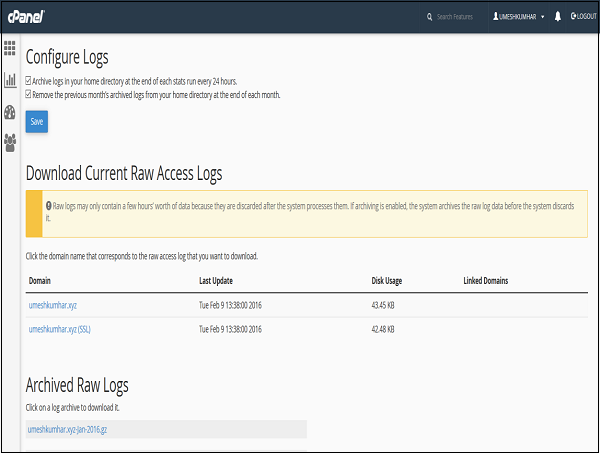 cPanel
Search Features
UMESHKUMHAR
LOGOUT
Configure Logs
Archive logs in your home directory at the end of each stats run every 24 hours.
Remove the previous month's archived logs from your home directory at the end of each month.
Save
Download Current Raw Access Logs
Raw logs may only contain a few hours' worth of data because they are discarded after the system processes them. If archiving is enabled, the system archives the raw log data before the system discards
it.
Click the domain name that corresponds to the raw access log that you want to download.
Domain Last Update Disk Usage Linked Domains
umeshkumhar.xyz Tue Feb 9 13:38:00 2016 43.45 KB
umeshkumhar.xyz (SSL) Tue Feb 9 13:38:00 2016 42.48 KB
Archived Raw Logs
Click on a log archive to download it.
umeshkumhar.xyz-Jan-2016.gz